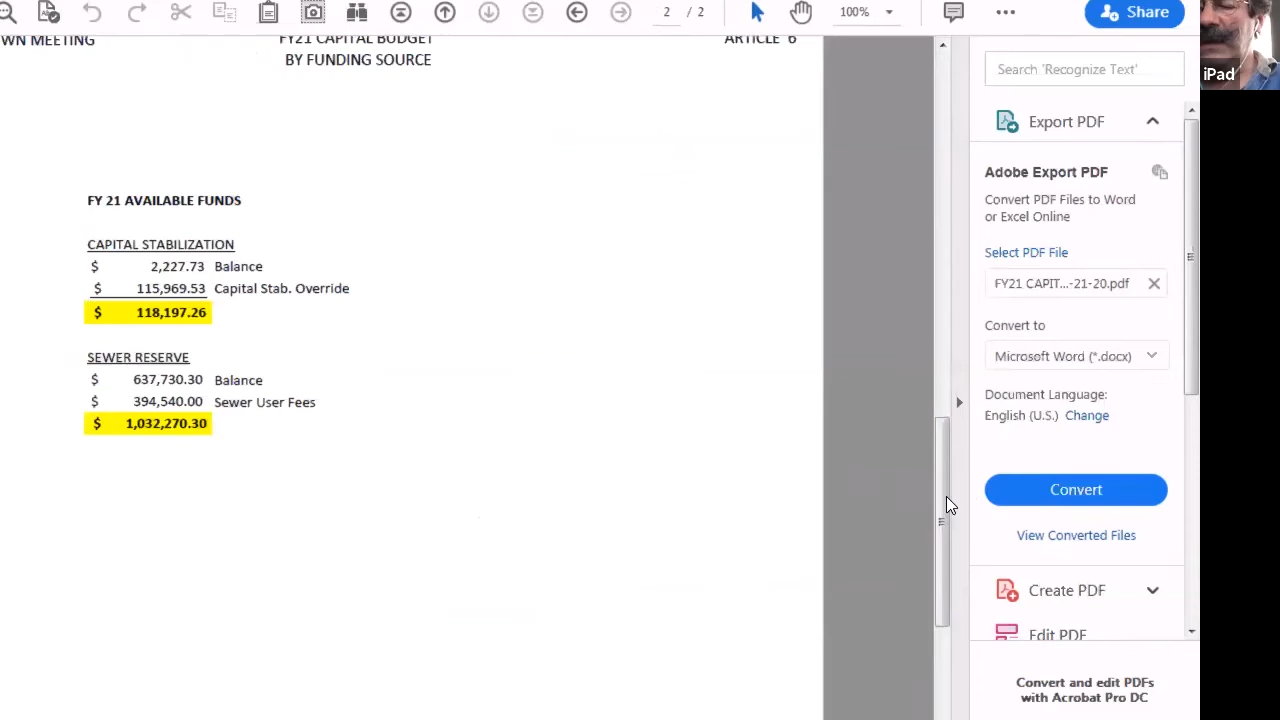 2 / 2
100%
Share
WN MEETING
FY21 CAPITAL BUDGET
ARTICLE 6
BY FUNDING SOURCE
iPad
Search 'Recognize Text'
Export PDF
Adobe Export PDF
Convert PDF Files to Word
or Excel Online
Select PDF File
FY21 CAPIT...-21-20.pdf
Convert to
Microsoft Word (*.docx)
Document Language:
English (U.S.) Change
Convert
View Converted Files
Create PDF
Edit PDF
Convert and edit PDFs
with Acrobat Pro DC
FY 21 AVAILABLE FUNDS
CAPITAL STABILIZATION
$ 2,227.73 Balance
$ 115,969.53 Capital Stab. Override
$ 118,197.26
SEWER RESERVE
$ 637,730.30 Balance
$ 394,540.00 Sewer User Fees
$ 1,032,270.30